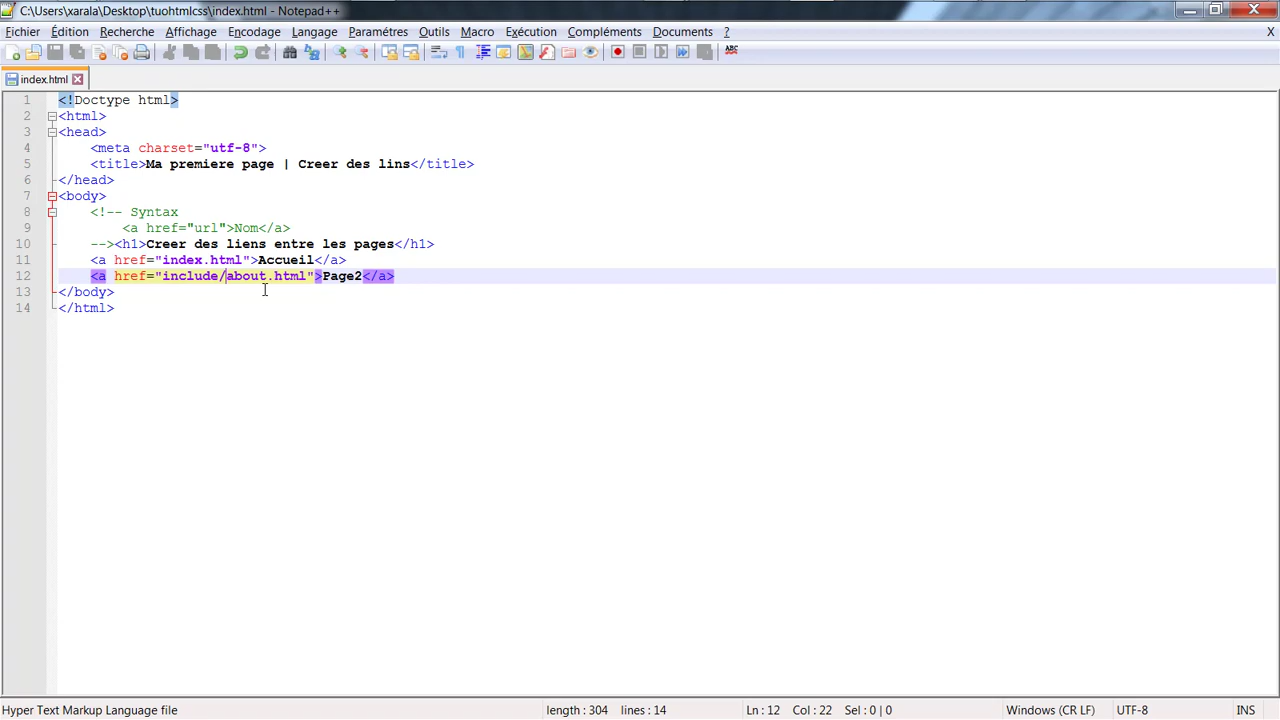 C:\Users\xarala\Desktop\tuohtmlcss\index.html - Notepad++
Fichier Édition Recherche Affichage Encodage Langage Paramètres Outils Macro Exécution Compléments Documents ? X
ABC
index.html
1 <!Doctype html>
2 <html>
3 <head>
4 <meta charset="utf-8">
5 <title>Ma premiere page | Creer des lins</title>
6 </head>
7 <body>
8 <!-- Syntax
9 <a href="url">Nom</a>
10 --><h1>Creer des liens entre les pages</h1>
11 <a href="index.html">Accueil</a>
12 <a href="include/about.html">Page2</a>
13 </body>
14 </html>
Hyper Text Markup Language file length : 304 lines : 14 Ln : 12 Col : 22 Sel : 0 | 0 Windows (CR LF) UTF-8 INS